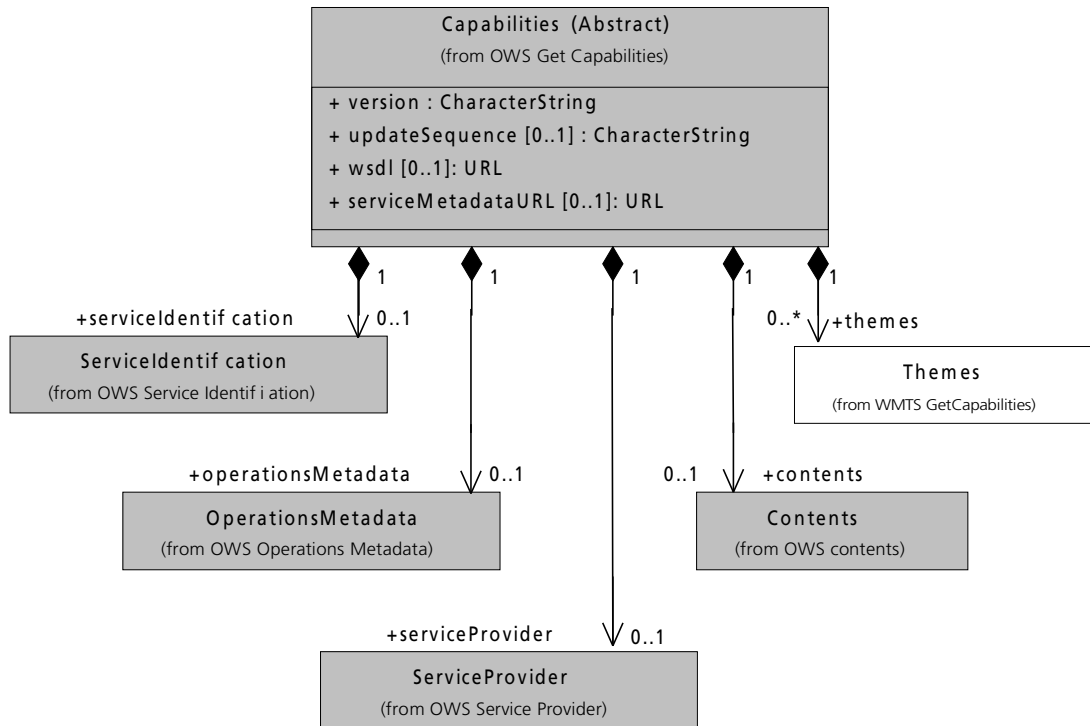 Capabilities (Abstract)
(from OWS Get Capabilities)
+ version : CharacterString
+ updateSequence [0..1] : CharacterString
+ wsdl [0..1]: URL
+ serviceMetadataURL [0..1]: URL
1
1
1
1
1
+serviceIdentif cation
0..1
0..*
+themes
ServiceIdentif cation
(from OWS Service Identif i ation)
Themes
(from WMTS GetCapabilities)
+operationsMetadata
0..1
0..1
+contents
OperationsMetadata
(from OWS Operations Metadata)
Contents
(from OWS contents)
+serviceProvider
0..1
ServiceProvider
(from OWS Service Provider)